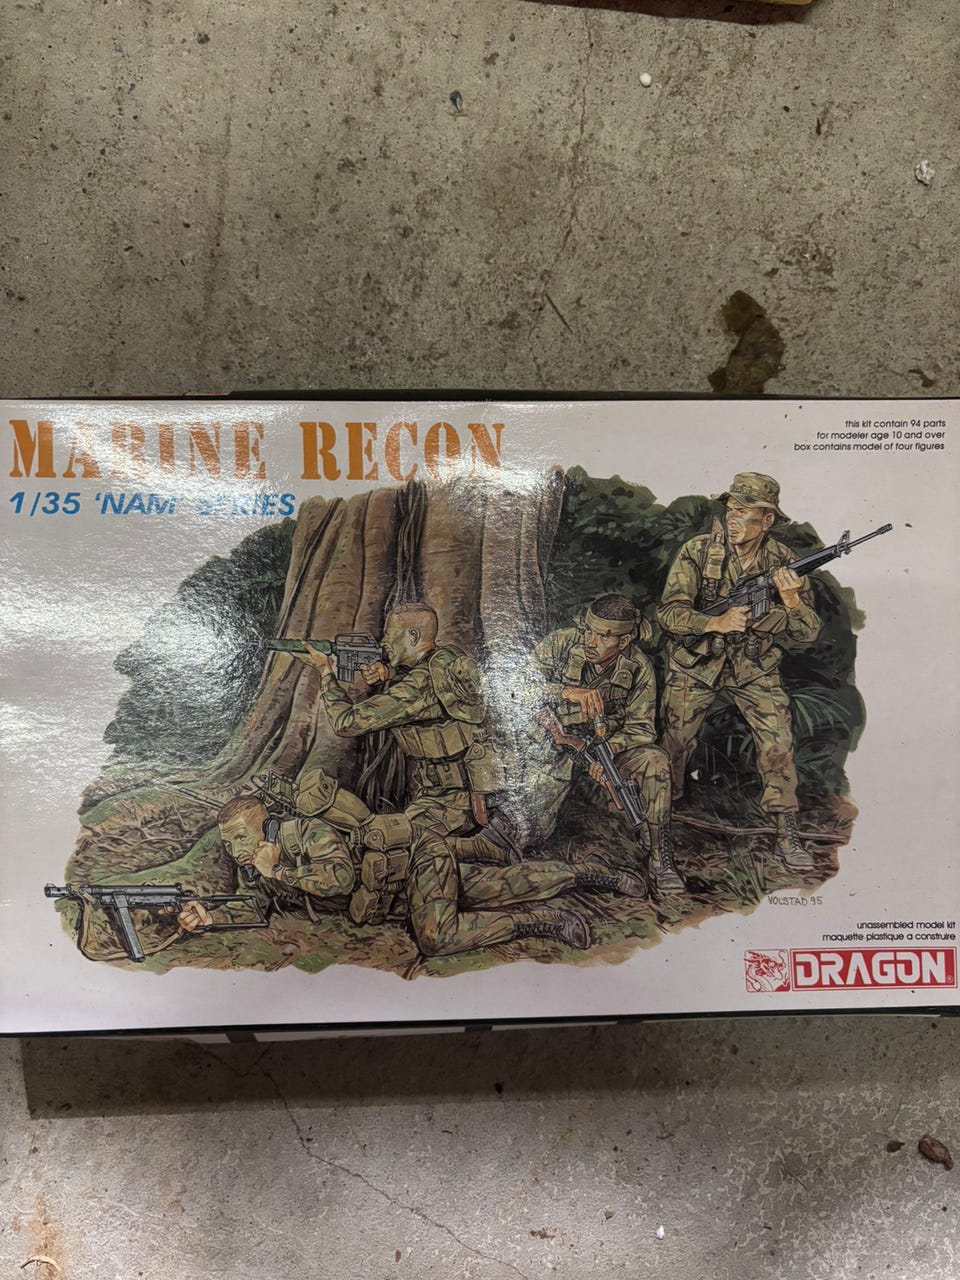 MARINE RECON
1/35 'NAM' SERIES
this kit contain 94 parts
for modeler age 10 and over
box contains model of four figures
VOLSTAD 95
unassembled model kit
maquette plastique a construire
DRAGON